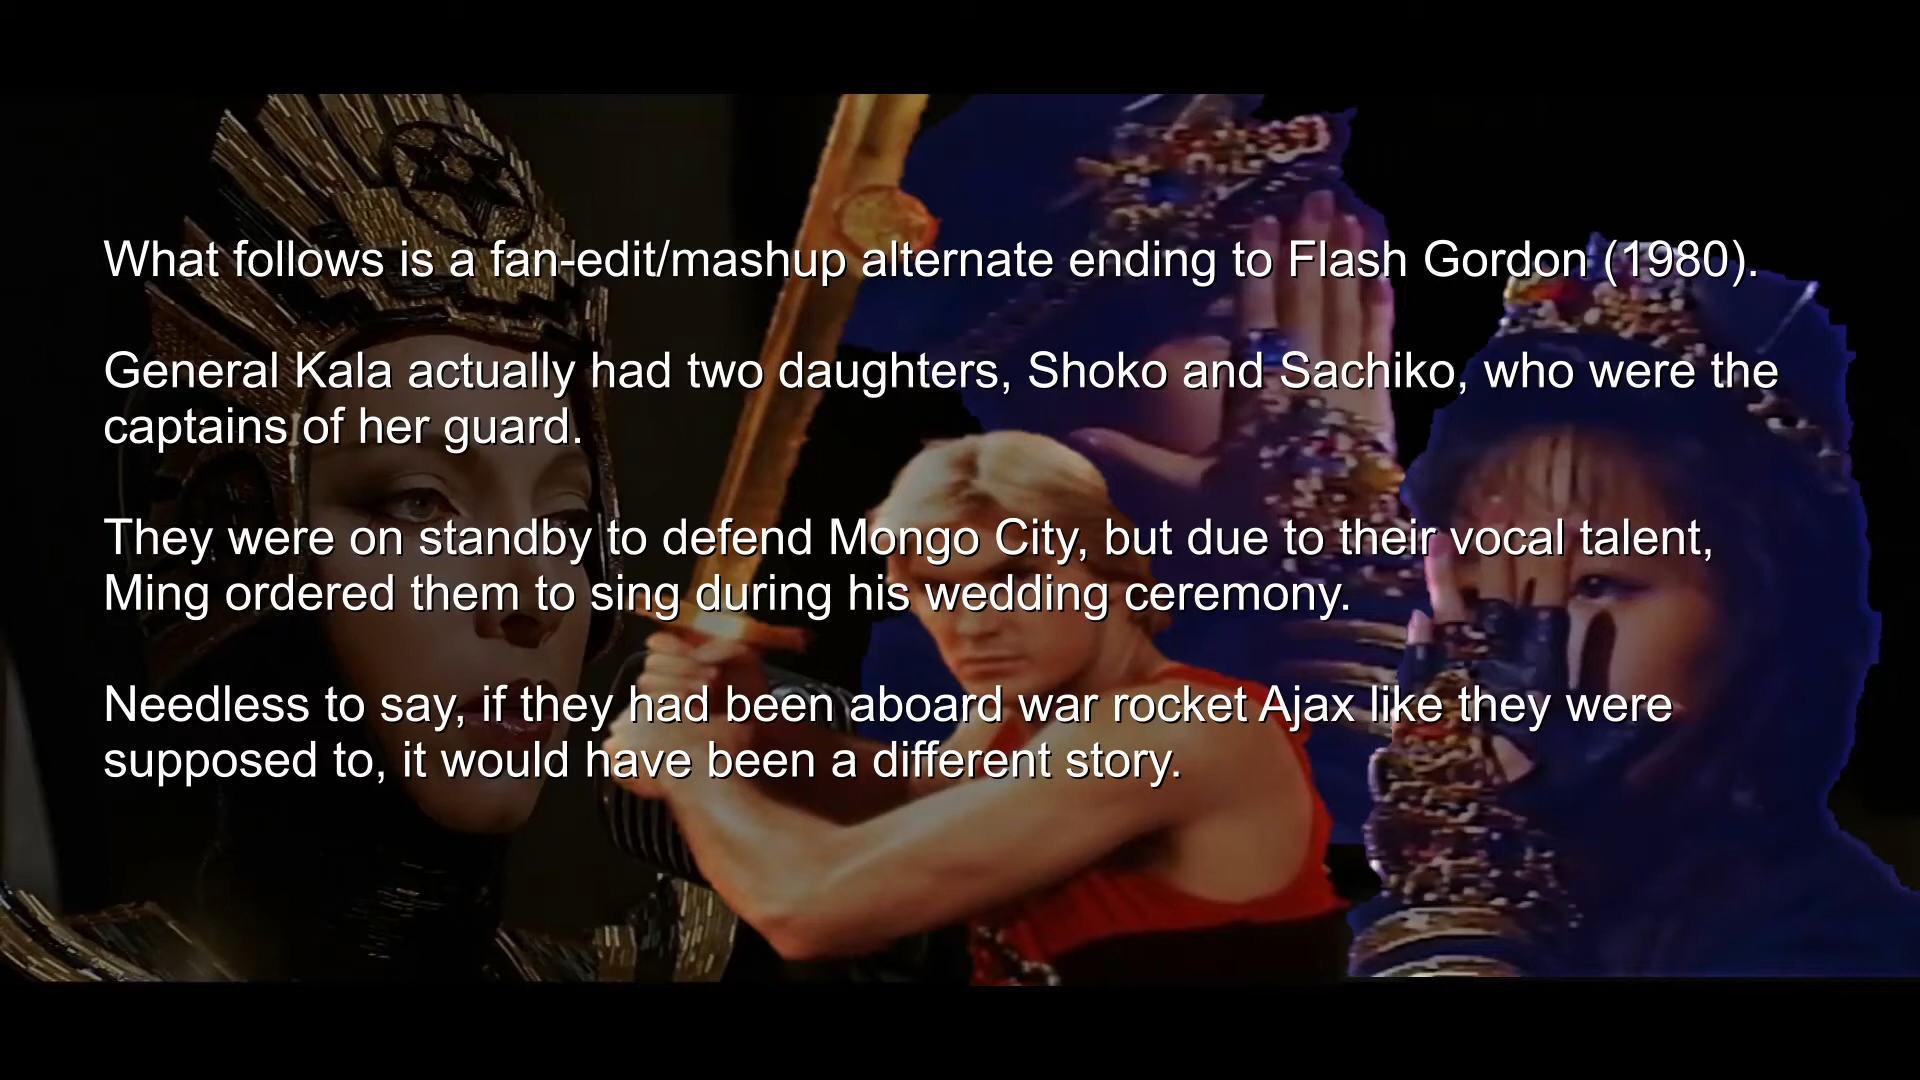 What follows is a fan-edit/mashup alternate ending to Flash Gordon (1980).
General Kala actually had two daughters, Shoko and Sachiko, who were the
captains of her guard.
They were on standby to defend Mongo City, but due to their vocal talent,
Ming ordered them to sing during his wedding ceremony.
Needless to say, if they had been aboard war rocket Ajax like they were
supposed to, it would have been a different story.